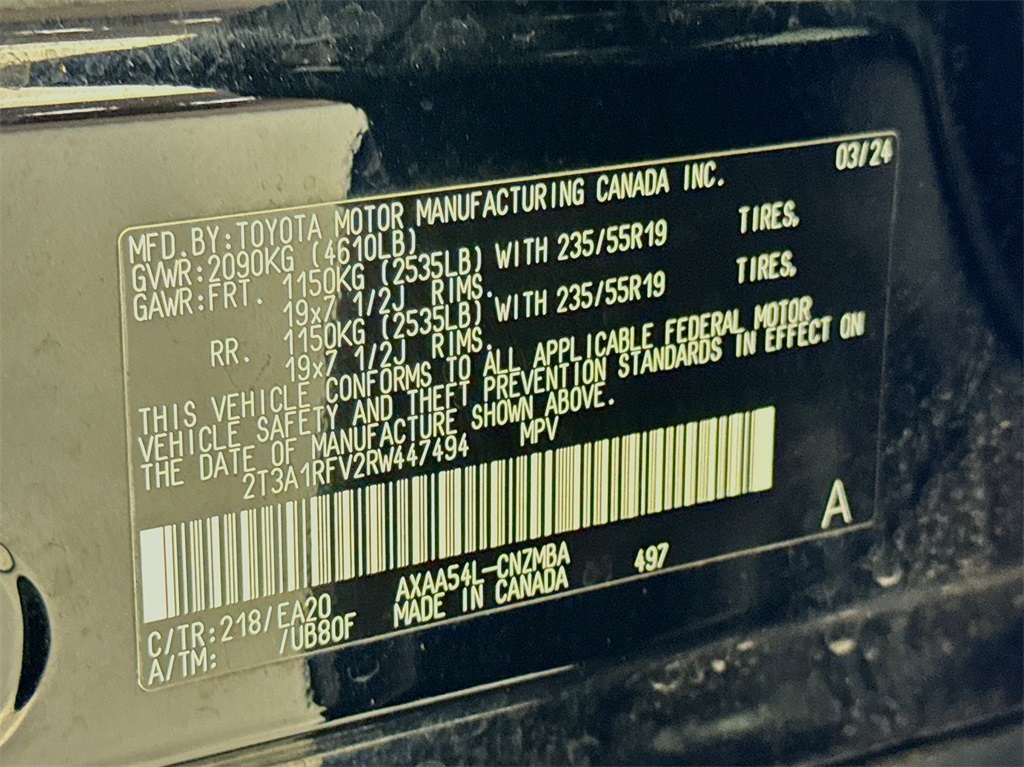 03/24
MFD.BY:TOYOTA MOTOR MANUFACTURING CANADA INC.
GVWR:2090KG (4610LB)
GAWR:FRT. 1150KG (2535LB) WITH 235/55R19 TIRES,
19x7 1/2J RIMS.
RR. 1150KG (2535LB) WITH 235/55R19 TIRES,
19x7 1/2J RIMS.
THIS VEHICLE CONFORMS TO ALL APPLICABLE FEDERAL MOTOR
VEHICLE SAFETY AND THEFT PREVENTION STANDARDS IN EFFECT ON
THE DATE OF MANUFACTURE SHOWN ABOVE.
2T3A1RFV2RW447494 MPV
A
C/TR:218/EA20 AXAA54L-CNZMBA 497
A/TM: /UB80F MADE IN CANADA